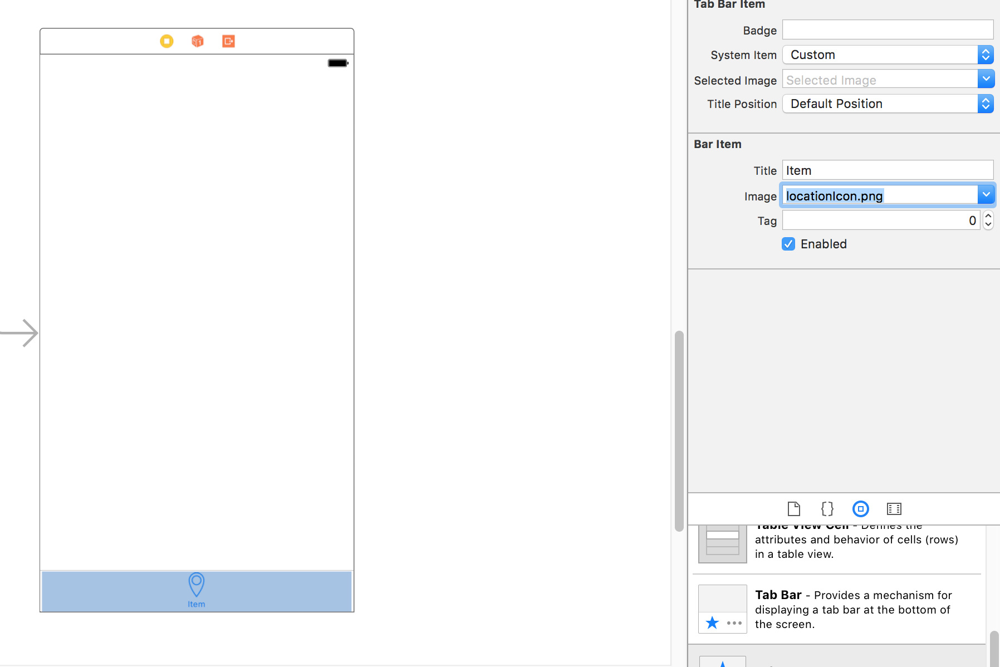 Tab Bar Item
Badge
System Item Custom
Selected Image Selected Image
Title Position Default Position
Bar Item
Title Item
Image locationIcon.png
Tag 0
Enabled
Table View Cell - Defines the
attributes and behavior of cells (rows)
in a table view.
Tab Bar - Provides a mechanism for
displaying a tab bar at the bottom of
the screen.
Item